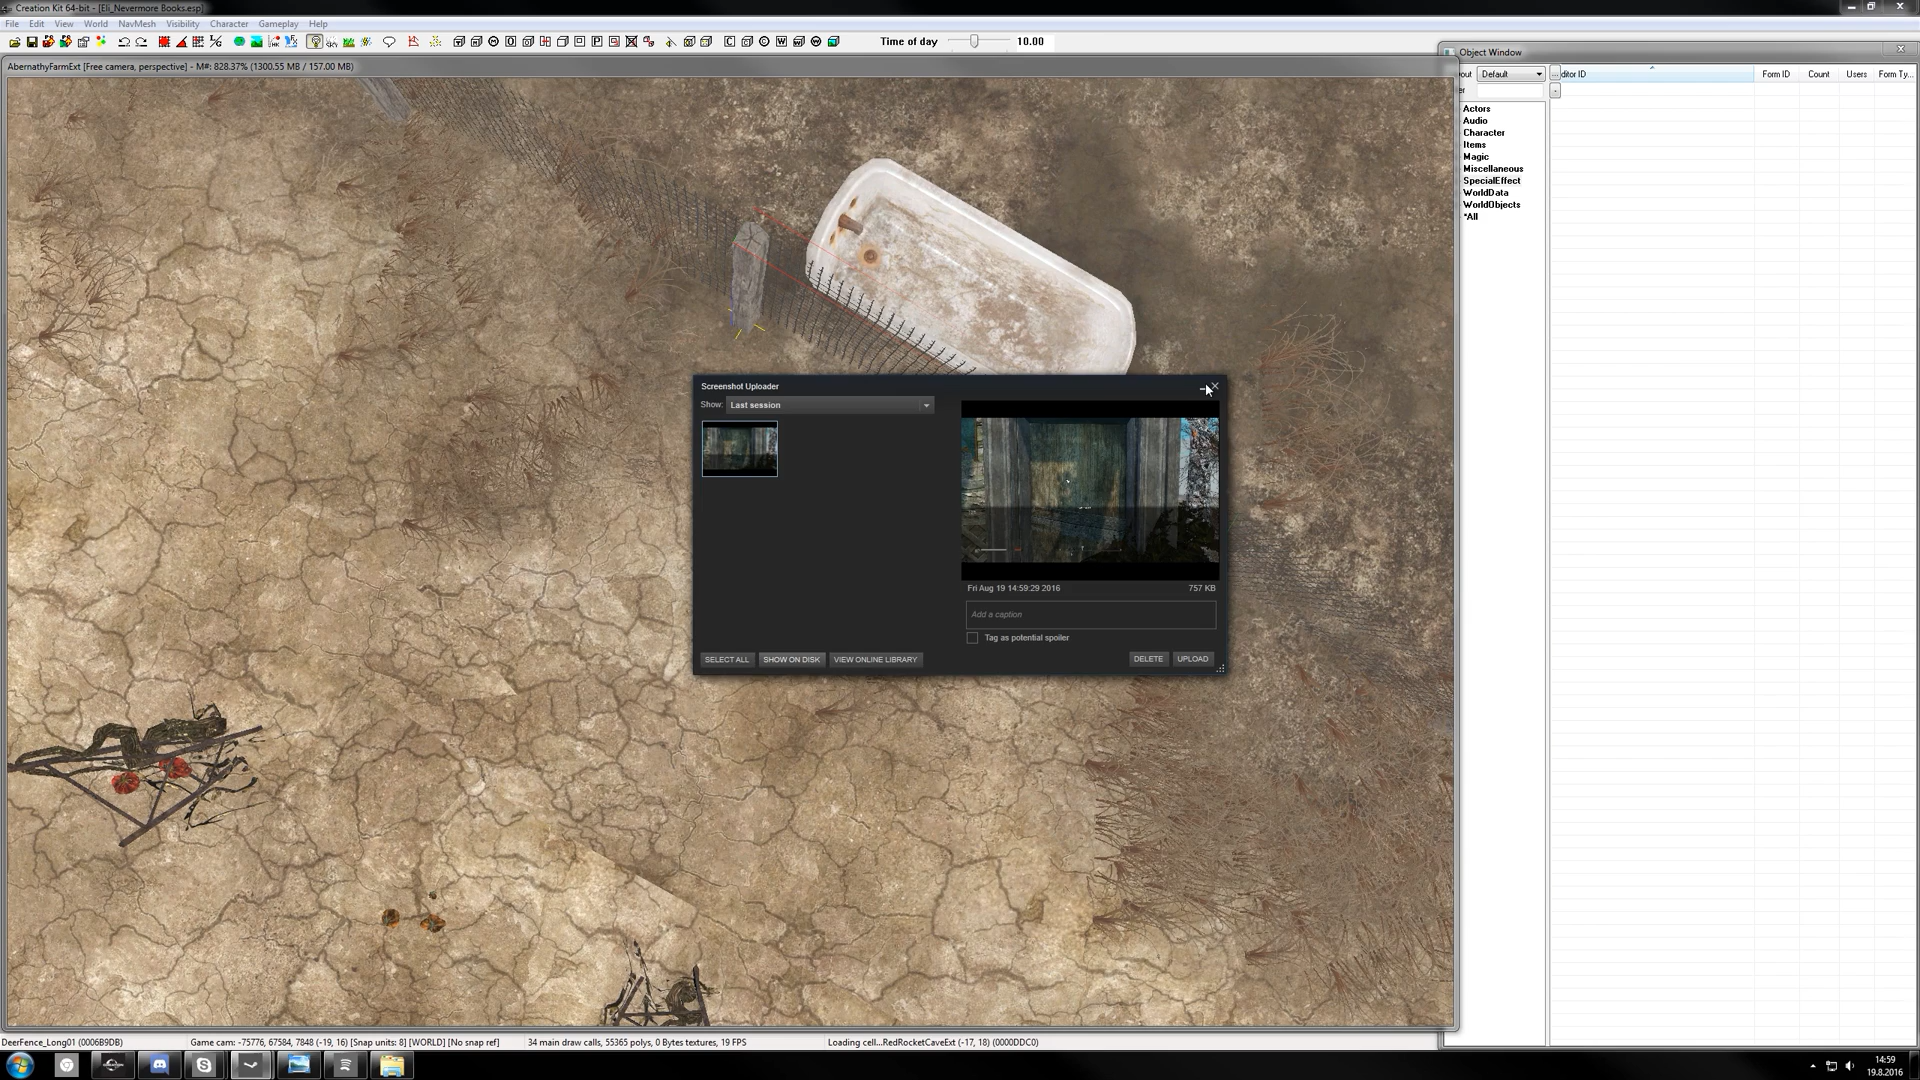 Creation Kit 64-bit - [Eli_Nevermore Books.esp]
File Edit View World NavMesh Visibility Character Gameplay Help
Time of day 10.00
AbernathyFarmExt [Free camera, perspective] - M#: 828.37% (1300.55 MB / 157.00 MB)
Object Window
out Default ... ditor ID Form ID Count Users Form Ty...
er
Actors
Audio
Character
Items
Magic
Miscellaneous
SpecialEffect
WorldData
WorldObjects
*All
Screenshot Uploader
Show: Last session
Fri Aug 19 14:59:29 2016 757 KB
Add a caption
Tag as potential spoiler
SELECT ALL SHOW ON DISK VIEW ONLINE LIBRARY DELETE UPLOAD
DeerFence_Long01 (0006B9DB) Game cam: -75776, 67584, 7848 (-19, 16) [Snap units: 8] [WORLD] [No snap ref] 34 main draw calls, 55365 polys, 0 Bytes textures, 19 FPS Loading cell...RedRocketCaveExt (-17, 18) (0000DDC0)
14:59
19.8.2016